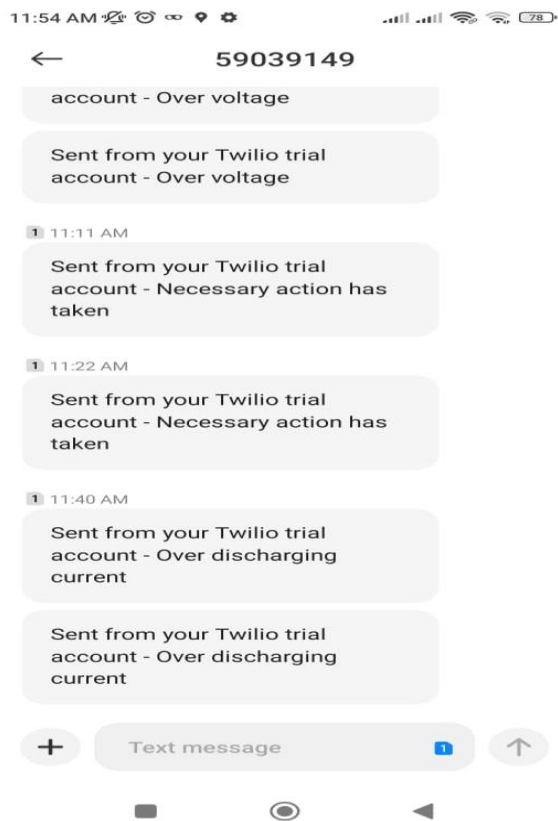 11:54 AM
78
59039149
account - Over voltage
Sent from your Twilio trial
account - Over voltage
1 11:11 AM
Sent from your Twilio trial
account - Necessary action has
taken
1 11:22 AM
Sent from your Twilio trial
account - Necessary action has
taken
1 11:40 AM
Sent from your Twilio trial
account - Over discharging
current
Sent from your Twilio trial
account - Over discharging
current
Text message
1